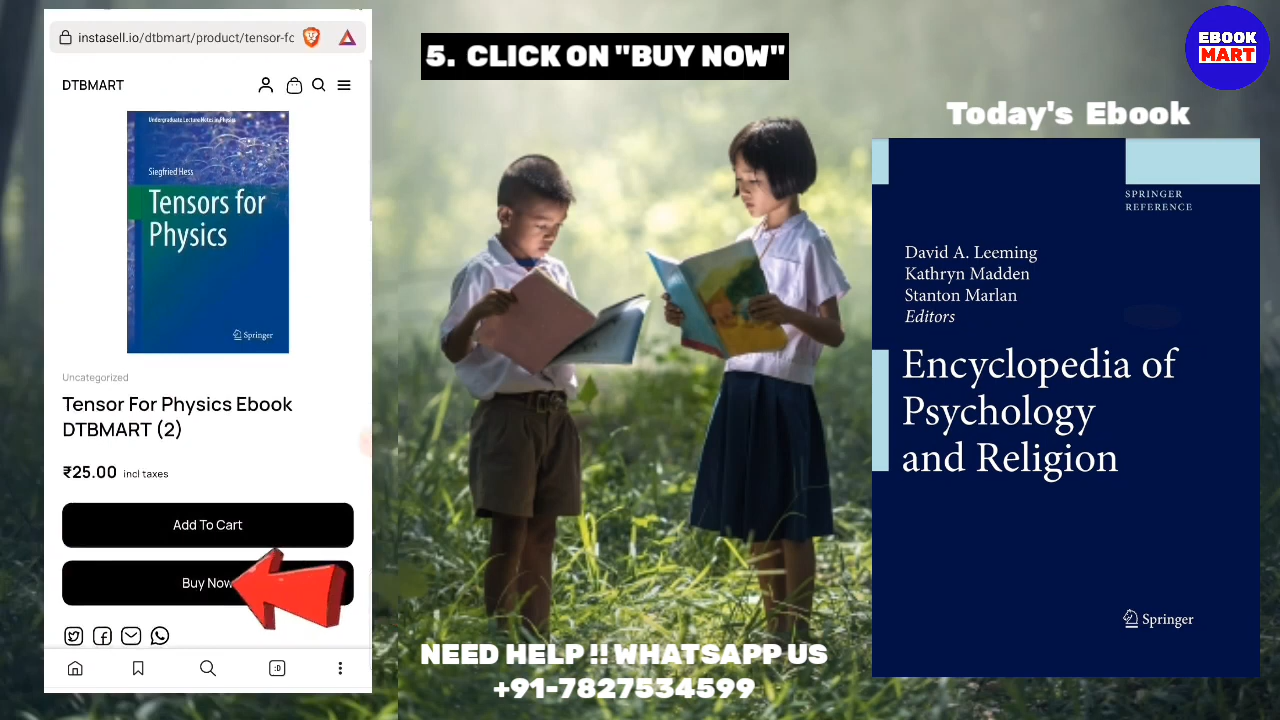 instasell.io/dtbmart/product/tensor-fo
DTBMART
Undergraduate Lecture Notes in Physics
Siegfried Hess
Tensors for
Physics
Springer
Uncategorized
Tensor For Physics Ebook
DTBMART (2)
₹25.00 incl taxes
Add To Cart
Buy Now
:D
5. CLICK ON "BUY NOW"
NEED HELP !! WHATSAPP US
+91-7827534599
EBOOK
MART
Today's Ebook
SPRINGER
REFERENCE
David A. Leeming
Kathryn Madden
Stanton Marlan
Editors
Encyclopedia of
Psychology
and Religion
Springer